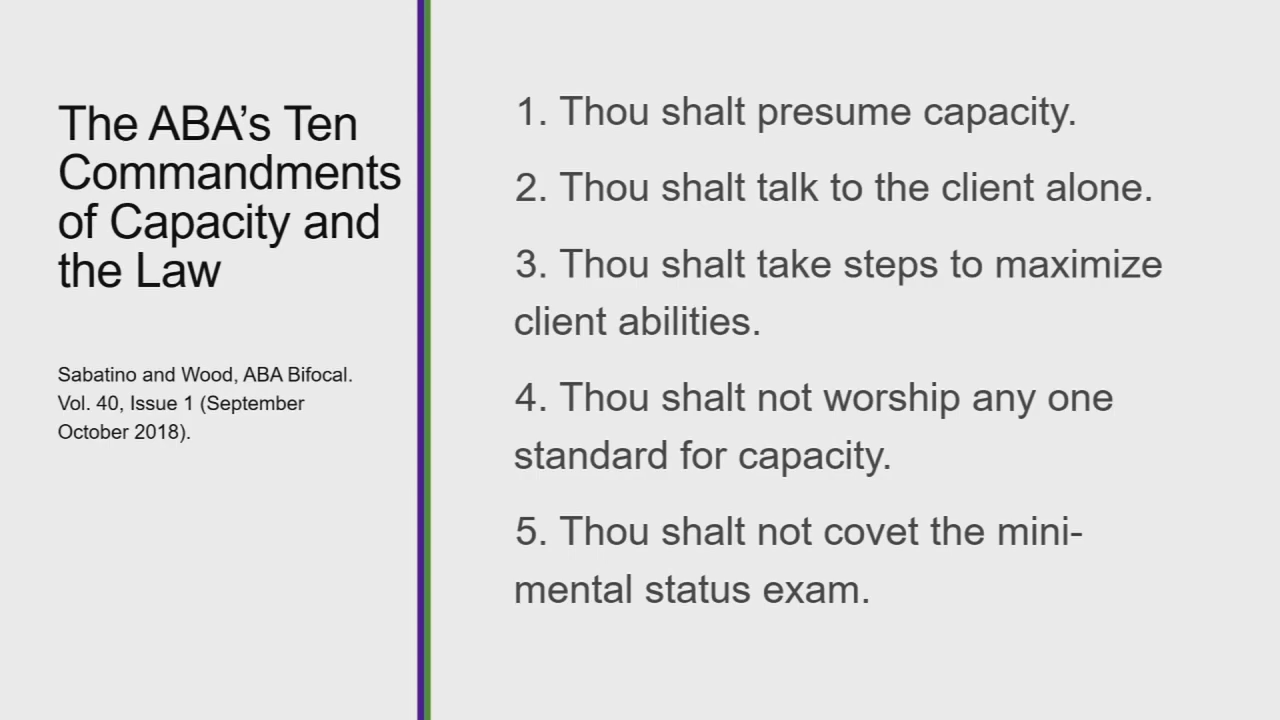 The ABA’s Ten
Commandments
of Capacity and
the Law
Sabatino and Wood, ABA Bifocal.
Vol. 40, Issue 1 (September
October 2018).
1. Thou shalt presume capacity.
2. Thou shalt talk to the client alone.
3. Thou shalt take steps to maximize
client abilities.
4. Thou shalt not worship any one
standard for capacity.
5. Thou shalt not covet the mini-
mental status exam.